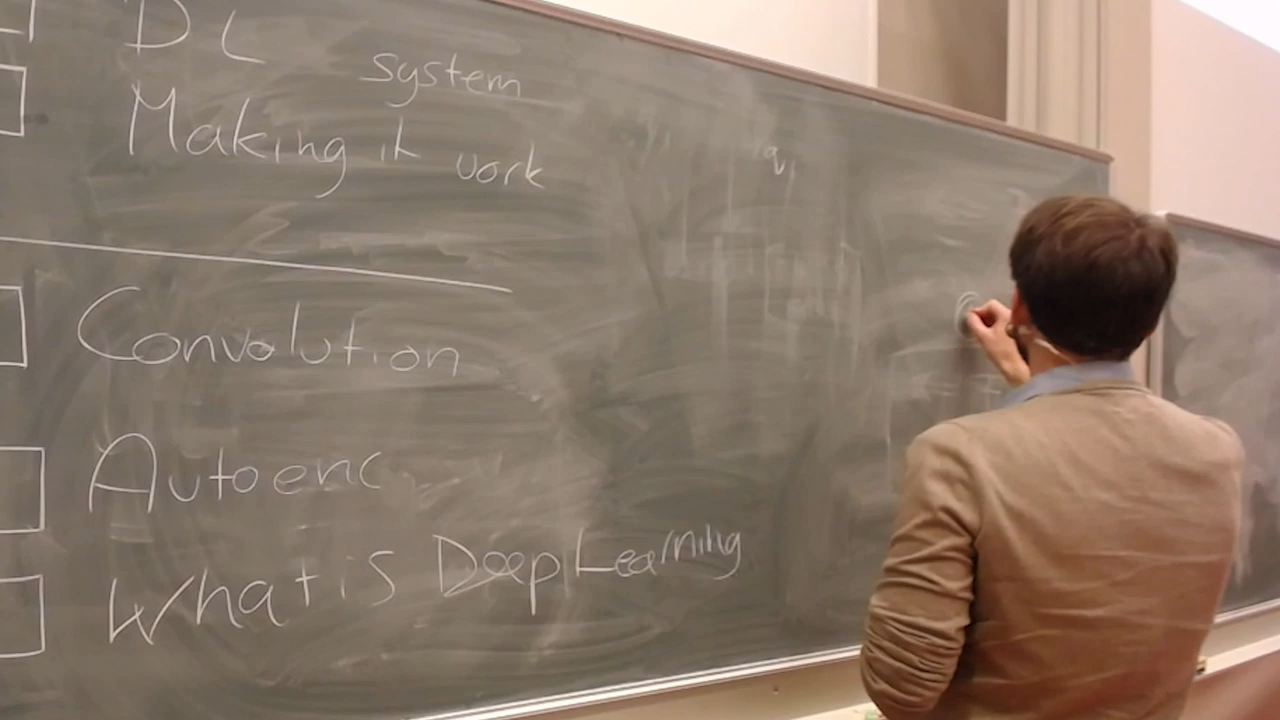 DL system
Making it work
Convolution
Autoenc
What is Deep Learning